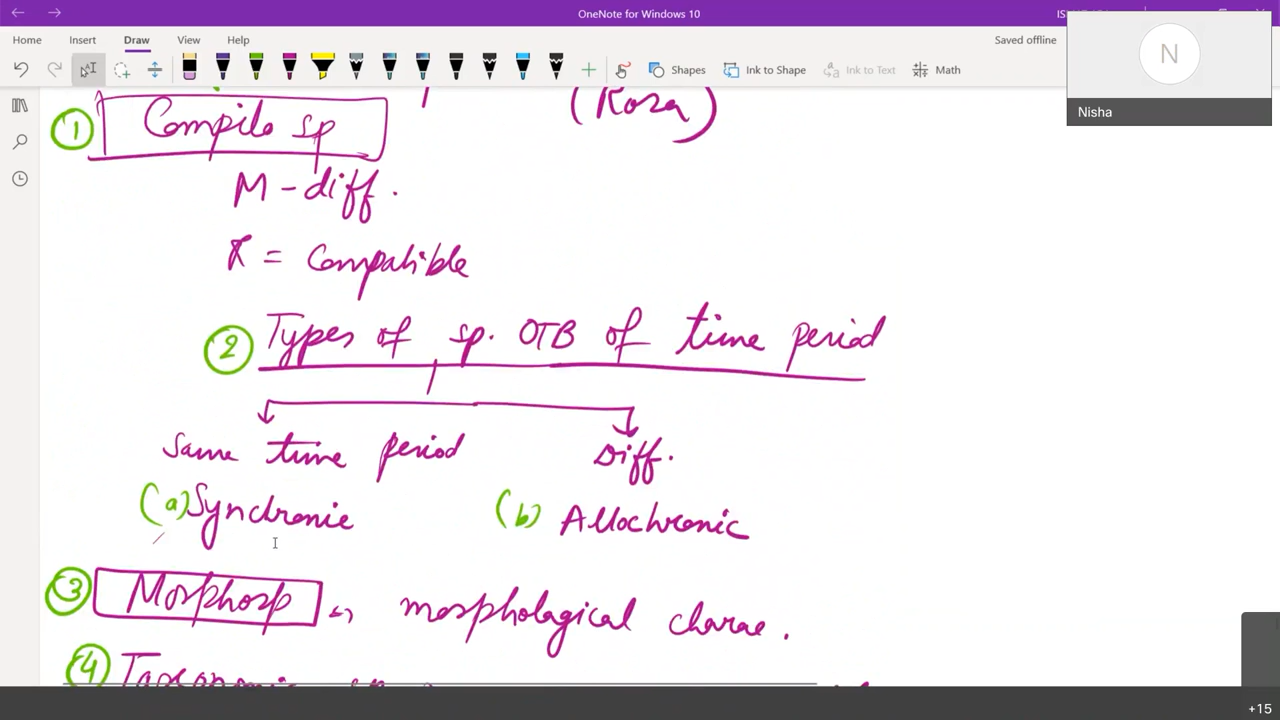 OneNote for Windows 10
Home Insert Draw View Help
Saved offline
Shapes Ink to Shape Ink to Text Math
N
Nisha
(Rosa)
1 Compilo sp
M - diff.
R = Compatible
2 Types of sp. OTB of time period
Same time period Diff.
(a) Synchronic (b) Allochronic
3 Morphosp ↔ morphological charac.
4
+15